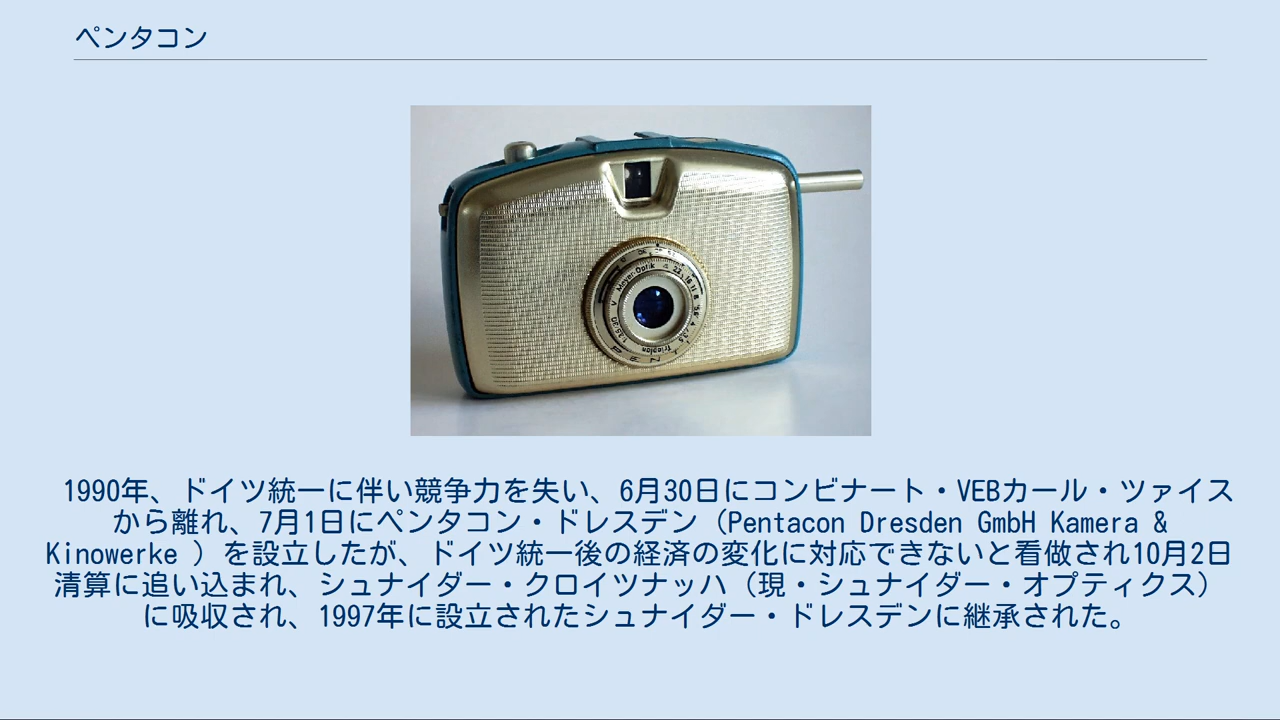 ペンタコン
Meyer-Optik
Trioplan
1990年、ドイツ統一に伴い競争力を失い、6月30日にコンビナート・VEBカール・ツァイス
から離れ、7月1日にペンタコン・ドレスデン（Pentacon Dresden GmbH Kamera &
Kinowerke ）を設立したが、ドイツ統一後の経済の変化に対応できないと看做され10月2日
清算に追い込まれ、シュナイダー・クロイツナッハ（現・シュナイダー・オプティクス）
に吸収され、1997年に設立されたシュナイダー・ドレスデンに継承された。